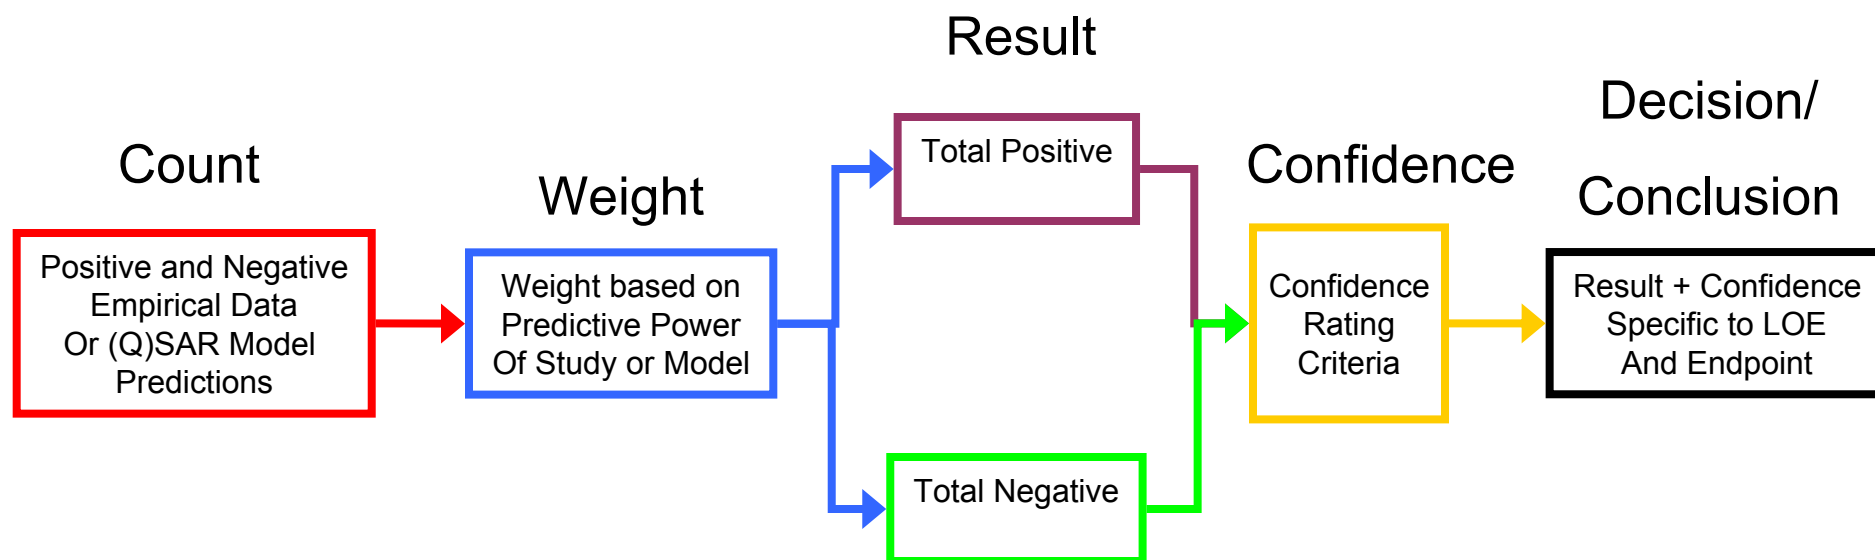 Count
Positive and Negative
Empirical Data
Or (Q)SAR Model
Predictions
Weight
Weight based on
Predictive Power
Of Study or Model
Result
Total Positive
Total Negative
Confidence
Confidence
Rating
Criteria
Decision/
Conclusion
Result + Confidence
Specific to LOE
And Endpoint